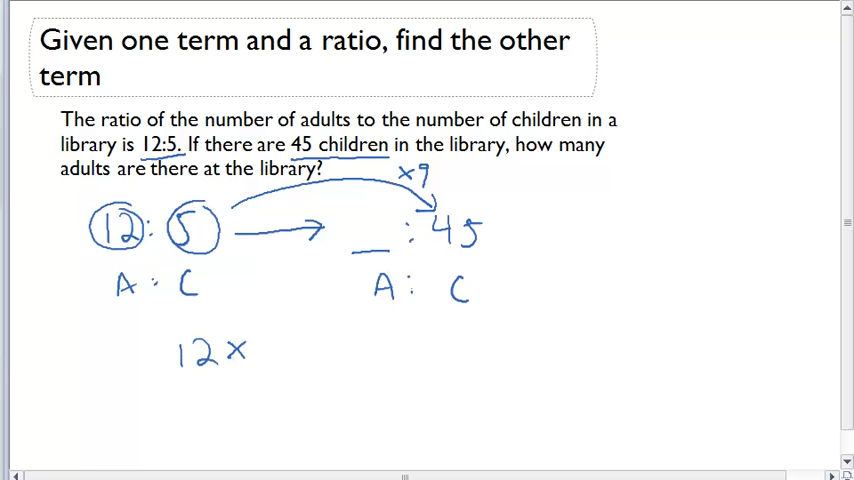 Given one term and a ratio, find the other
term
The ratio of the number of adults to the number of children in a
library is 12:5. If there are 45 children in the library, how many
adults are there at the library?
x9
12 : 5 __ : 45
A : C A : C
12 x